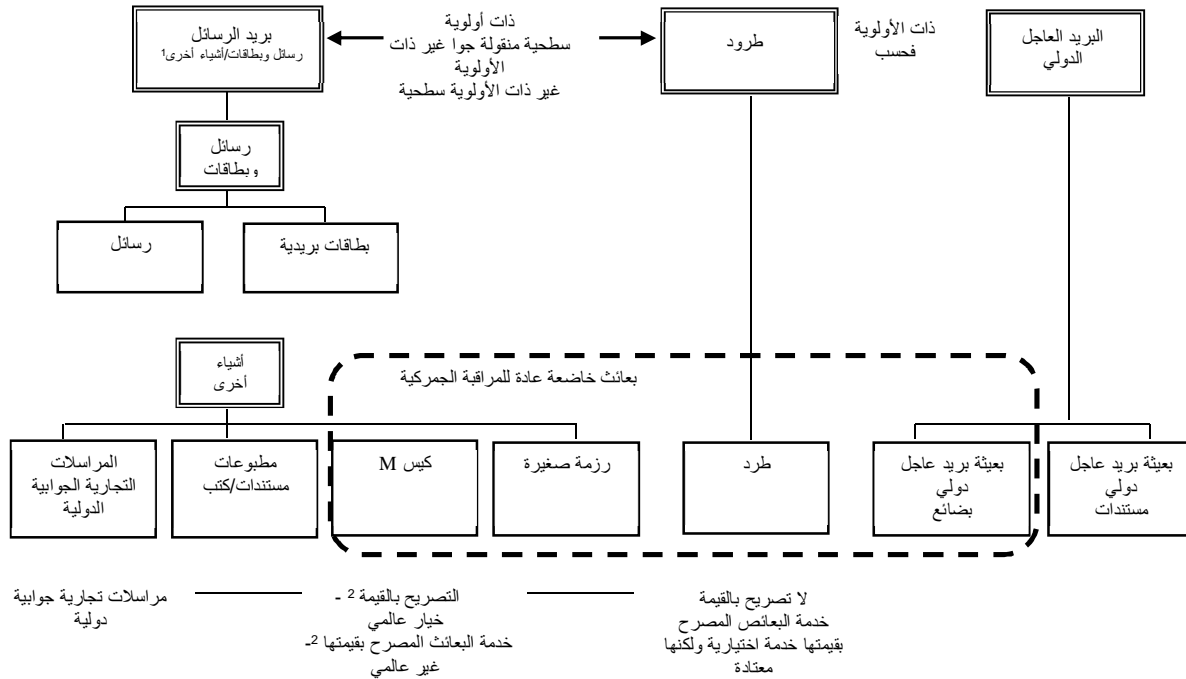 بريد الرسائل
رسائل وبطاقات/أشياء أخرى¹
ذات أولوية
سطحية منقولة جوا غير ذات
الأولوية
غير ذات الأولوية سطحية
طرود
ذات الأولوية
فحسب
البريد العاجل
الدولي
رسائل
وبطاقات
رسائل
بطاقات بريدية
أشياء
أخرى
بعائث خاضعة عادة للمراقبة الجمركية
المراسلات
التجارية الجوابية
الدولية
مطبوعات
مستندات/كتب
كيس M
رزمة صغيرة
طرد
بعيثة بريد عاجل
دولي
بضائع
بعيثة بريد عاجل
دولي
مستندات
مراسلات تجارية جوابية
دولية
التصريح بالقيمة ² -
خيار عالمي
خدمة البعائث المصرح بقيمتها ²-
غير عالمي
لا تصريح بالقيمة
خدمة البعائص المصرح
بقيمتها خدمة اختيارية ولكنها
معتادة